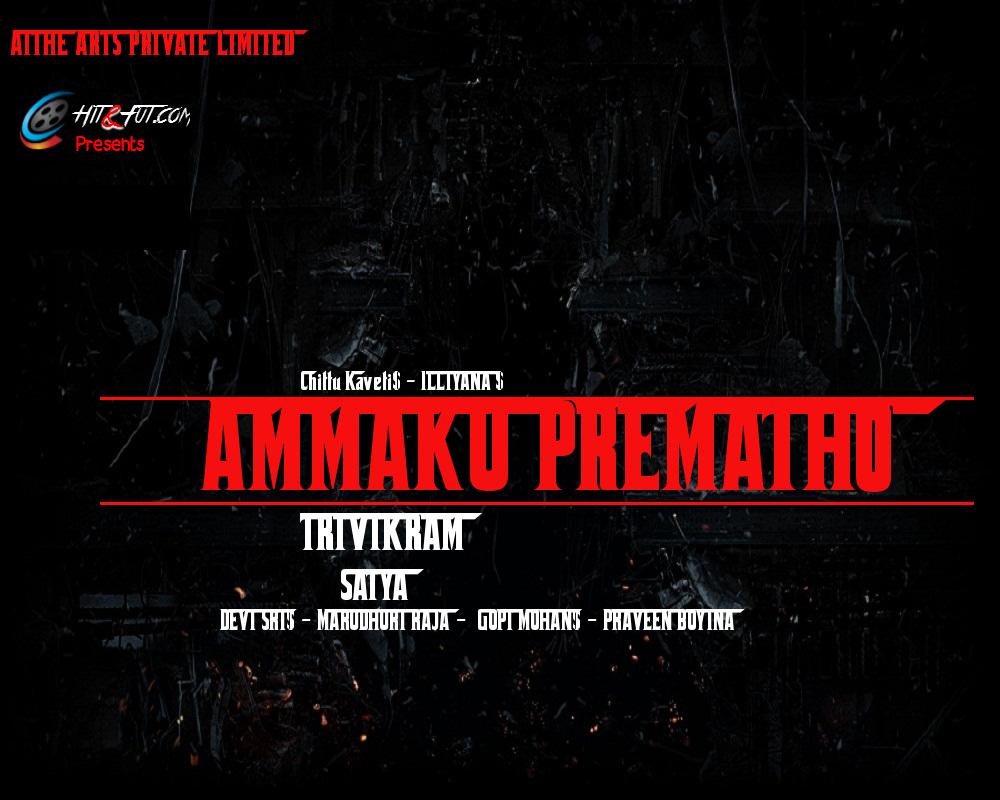 AITHE ARTS PRIVATE LIMITED
HIT&FUT.COM
Presents
Chittu Kaveti$ - ILLIYANA $
AMMAKU PREMATHO
TRIVIKRAM
SATYA
DEVI SRI$ - MARUDHURI RAJA - GOPI MOHAN$ - PRAVEEN BOYINA